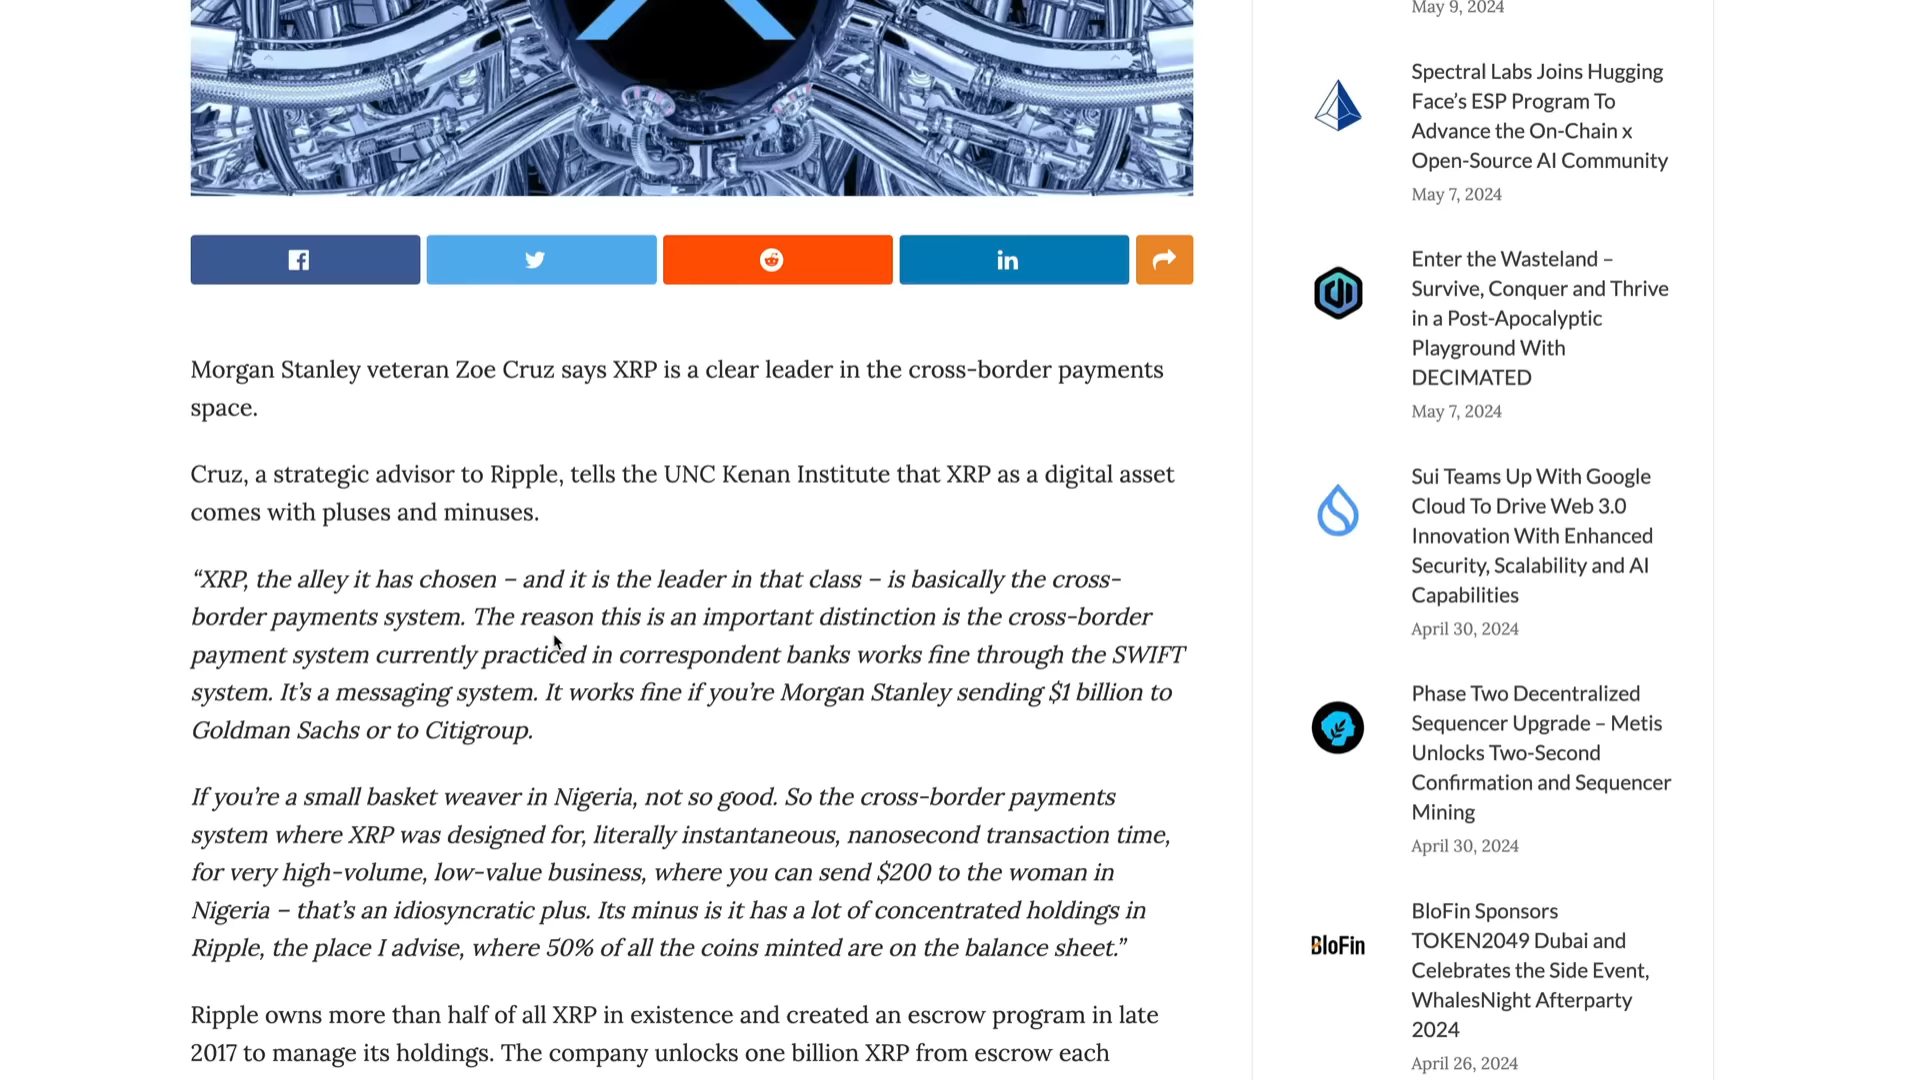 Morgan Stanley veteran Zoe Cruz says XRP is a clear leader in the cross-border payments
space.
Cruz, a strategic advisor to Ripple, tells the UNC Kenan Institute that XRP as a digital asset
comes with pluses and minuses.
“XRP, the alley it has chosen – and it is the leader in that class – is basically the cross-
border payments system. The reason this is an important distinction is the cross-border
payment system currently practiced in correspondent banks works fine through the SWIFT
system. It’s a messaging system. It works fine if you’re Morgan Stanley sending $1 billion to
Goldman Sachs or to Citigroup.
If you’re a small basket weaver in Nigeria, not so good. So the cross-border payments
system where XRP was designed for, literally instantaneous, nanosecond transaction time,
for very high-volume, low-value business, where you can send $200 to the woman in
Nigeria – that’s an idiosyncratic plus. Its minus is it has a lot of concentrated holdings in
Ripple, the place I advise, where 50% of all the coins minted are on the balance sheet.”
Ripple owns more than half of all XRP in existence and created an escrow program in late
2017 to manage its holdings. The company unlocks one billion XRP from escrow each
May 9, 2024
Spectral Labs Joins Hugging
Face’s ESP Program To
Advance the On-Chain x
Open-Source AI Community
May 7, 2024
Enter the Wasteland –
Survive, Conquer and Thrive
in a Post-Apocalyptic
Playground With
DECIMATED
May 7, 2024
Sui Teams Up With Google
Cloud To Drive Web 3.0
Innovation With Enhanced
Security, Scalability and AI
Capabilities
April 30, 2024
Phase Two Decentralized
Sequencer Upgrade – Metis
Unlocks Two-Second
Confirmation and Sequencer
Mining
April 30, 2024
BloFin
BloFin Sponsors
TOKEN2049 Dubai and
Celebrates the Side Event,
WhalesNight Afterparty
2024
April 26, 2024